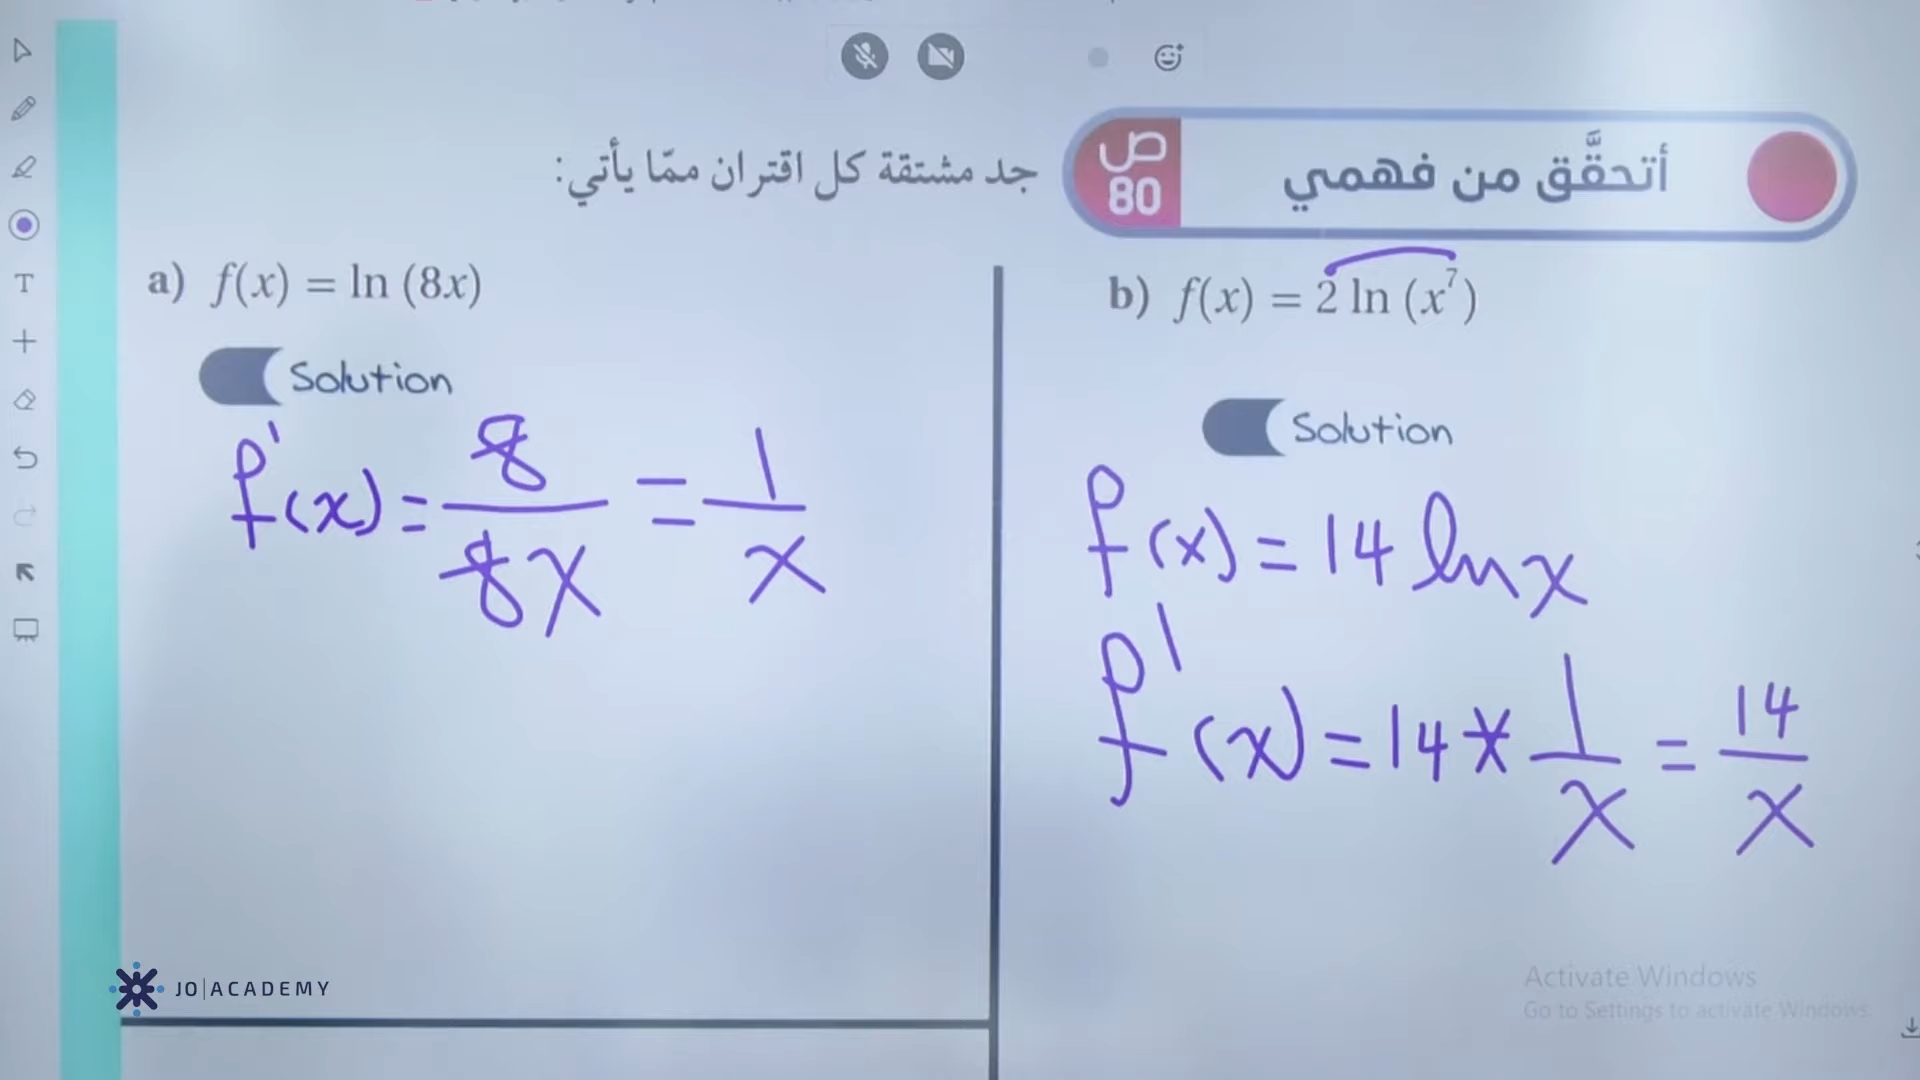 أتحقَّق من فهمي
ص 80
جد مشتقة كل اقتران ممّا يأتي:
a) f(x) = ln (8x)
Solution
f'(x) = 8/8x = 1/x
b) f(x) = 2 ln (x⁷)
Solution
f(x) = 14 ln x
f'(x) = 14 * 1/x = 14/x
T
JO|ACADEMY
Activate Windows
Go to Settings to activate Windows.